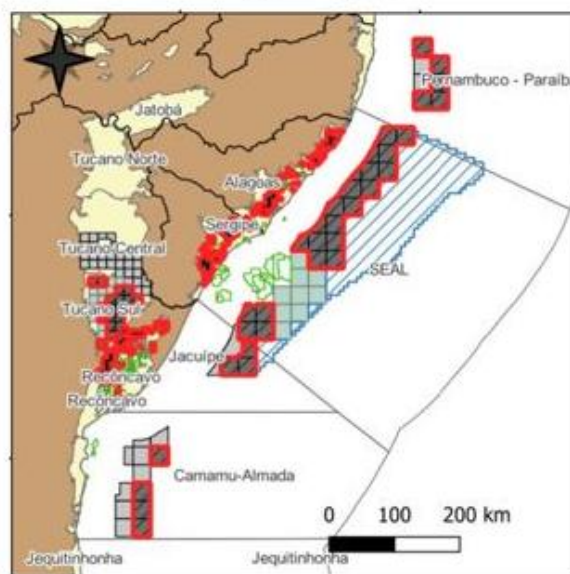 Pernambuco - Paraíb
Jatobá
Tucano Norte
Alagoas
Sergipe
Tucano Central
SEAL
Tucano Sul
Jacuípe
Recôncavo
Recôncavo
Camamu-Almada
0 100 200 km
Jequitinhonha
Jequitinhonha